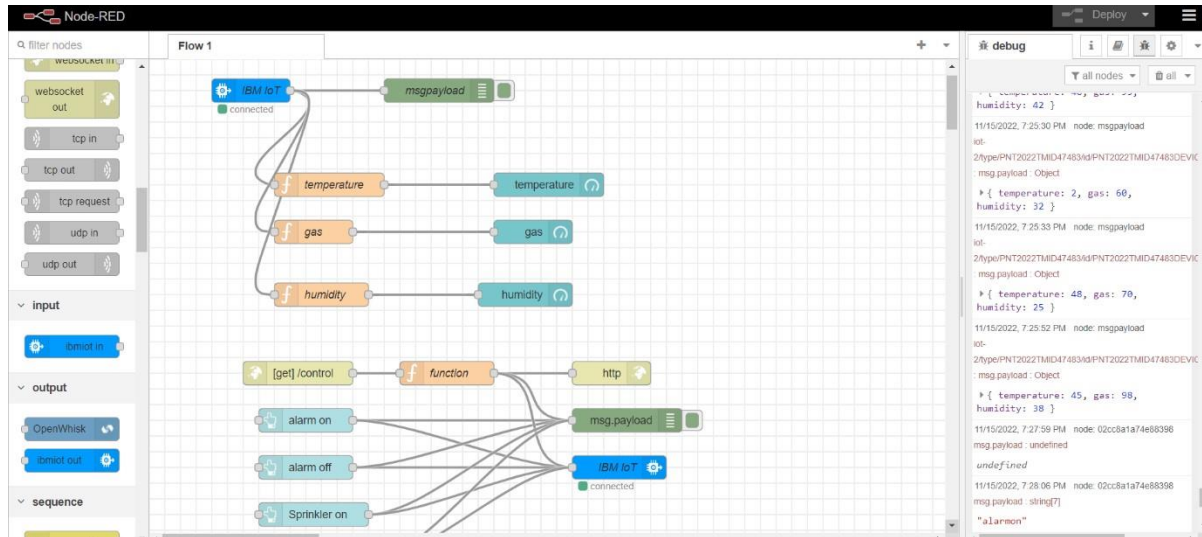 Node-RED
Deploy
filter nodes
websocket in
websocket
out
tcp in
tcp out
tcp request
udp in
udp out
input
ibmiot in
output
OpenWhisk
ibmiot out
sequence
Flow 1
IBM IoT
connected
msgpayload
temperature
temperature
gas
gas
humidity
humidity
[get] /control
function
http
alarm on
msg.payload
alarm off
IBM IoT
connected
Sprinkler on
debug
i
all nodes
all
humidity: 42 }
11/15/2022, 7:25:30 PM node: msgpayload
iot-
2/type/PNT2022TMID47483/id/PNT2022TMID47483DEVIC
: msg.payload : Object
{ temperature: 2, gas: 60,
humidity: 32 }
11/15/2022, 7:25:33 PM node: msgpayload
iot-
2/type/PNT2022TMID47483/id/PNT2022TMID47483DEVIC
: msg.payload : Object
{ temperature: 48, gas: 70,
humidity: 25 }
11/15/2022, 7:25:52 PM node: msgpayload
iot-
2/type/PNT2022TMID47483/id/PNT2022TMID47483DEVIC
: msg.payload : Object
{ temperature: 45, gas: 98,
humidity: 38 }
11/15/2022, 7:27:59 PM node: 02cc8a1a74e88398
msg.payload : undefined
undefined
11/15/2022, 7:28:06 PM node: 02cc8a1a74e88398
msg.payload : string[7]
"alarmon"